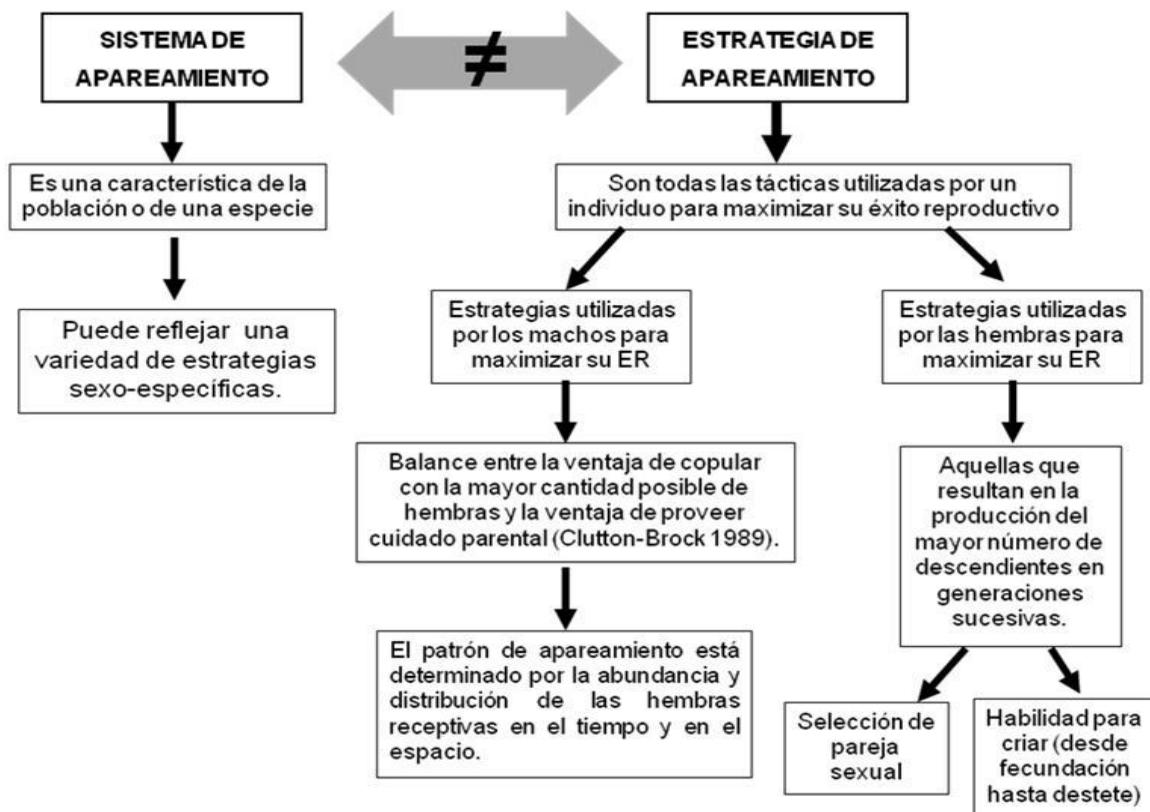 SISTEMA DE
APAREAMIENTO
≠
ESTRATEGIA DE
APAREAMIENTO
Es una característica de la
población o de una especie
Puede reflejar una
variedad de estrategias
sexo-específicas.
Son todas las tácticas utilizadas por un
individuo para maximizar su éxito reproductivo
Estrategias utilizadas
por los machos para
maximizar su ER
Balance entre la ventaja de copular
con la mayor cantidad posible de
hembras y la ventaja de proveer
cuidado parental (Clutton-Brock 1989).
El patrón de apareamiento está
determinado por la abundancia y
distribución de las hembras
receptivas en el tiempo y en el
espacio.
Estrategias utilizadas
por las hembras para
maximizar su ER
Aquellas que
resultan en la
producción del
mayor número de
descendientes en
generaciones
sucesivas.
Selección de
pareja
sexual
Habilidad para
criar (desde
fecundación
hasta destete)